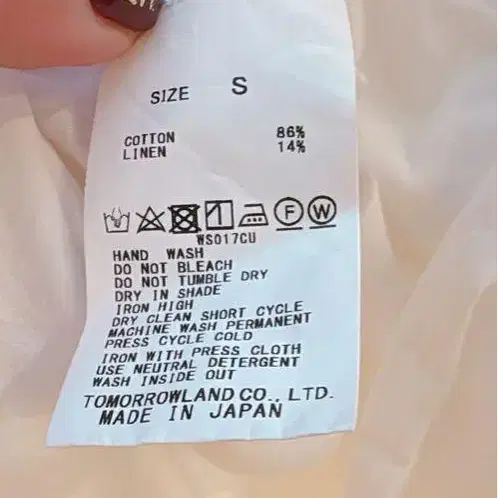 SIZE S
COTTON 86%
LINEN 14%
F W
WS017CU
HAND WASH
DO NOT BLEACH
DO NOT TUMBLE DRY
DRY IN SHADE
IRON HIGH
DRY CLEAN SHORT CYCLE
MACHINE WASH PERMANENT
PRESS CYCLE COLD
IRON WITH PRESS CLOTH
USE NEUTRAL DETERGENT
WASH INSIDE OUT
TOMORROWLAND CO., LTD.
MADE IN JAPAN